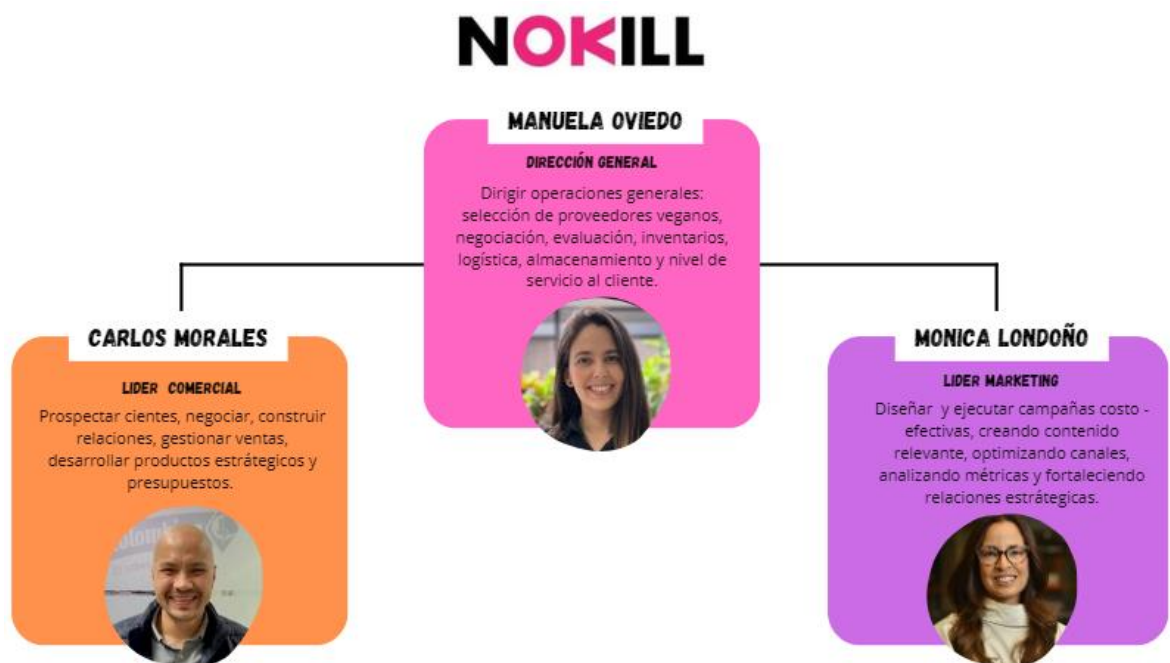 NOKILL
MANUELA OVIEDO
DIRECCIÓN GENERAL
Dirigir operaciones generales:
selección de proveedores veganos,
negociación, evaluación, inventarios,
logística, almacenamiento y nivel de
servicio al cliente.
CARLOS MORALES
LIDER COMERCIAL
Prospectar cientes, negociar, construir
relaciones, gestionar ventas,
desarrollar productos estrátegicos y
presupuestos.
MONICA LONDOÑO
LIDER MARKETING
Diseñar y ejecutar campañas costo -
efectivas, creando contenido
relevante, optimizando canales,
analizando métricas y fortaleciendo
relaciones estrátegicas.